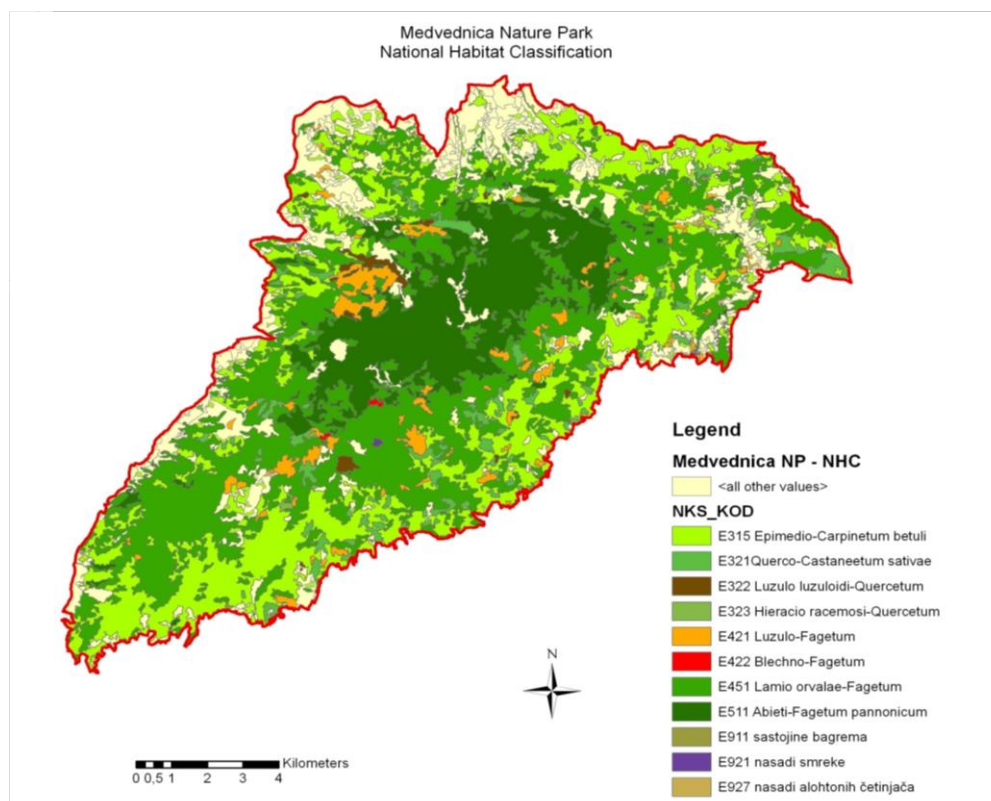 Medvednica Nature Park
National Habitat Classification
Legend
Medvednica NP - NHC
<all other values>
NKS_KOD
E315 Epimedio-Carpinetum betuli
E321Querco-Castaneetum sativae
E322 Luzulo luzuloidi-Quercetum
E323 Hieracio racemosi-Quercetum
E421 Luzulo-Fagetum
E422 Blechno-Fagetum
E451 Lamio orvalae-Fagetum
E511 Abieti-Fagetum pannonicum
E911 sastojine bagrema
E921 nasadi smreke
E927 nasadi alohtonih četinjača
N
Kilometers
0 0,5 1 2 3 4